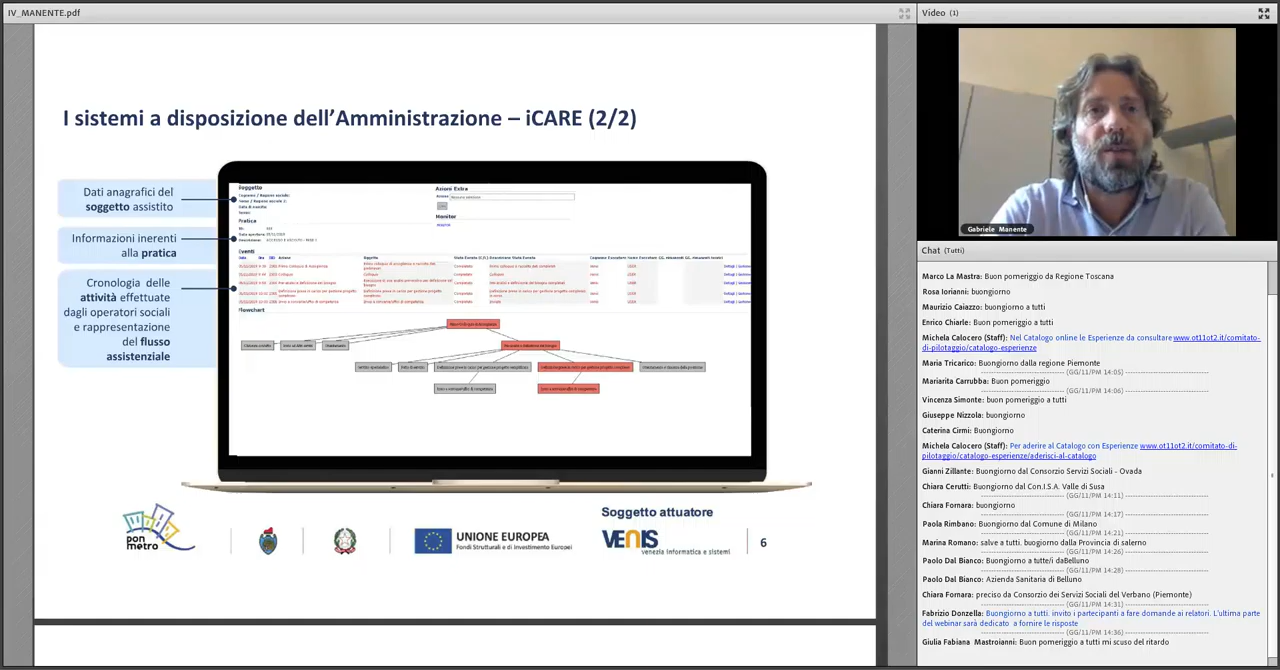 IV_MANENTE.pdf
I sistemi a disposizione dell'Amministrazione – iCARE (2/2)
Dati anagrafici del
soggetto assistito
Informazioni inerenti
alla pratica
Cronologia delle
attività effettuate
dagli operatori sociali
e rappresentazione
del flusso
assistenziale
Soggetto
Azioni Extra
Pratica
Monitor
Eventi
Flowchart
pon
metro
UNIONE EUROPEA
Fondi Strutturali e di Investimento Europei
Soggetto attuatore
VENIS
venezia informatica e sistemi
6
Video (1)
Gabriele Manente
Chat (Tutti)
Marco La Mastra: Buon pomeriggio da Regione Toscana
Rosa Iorianni: buongiorno
Maurizio Caiazzo: buongiorno a tutti
Enrico Chiarle: Buon pomeriggio a tutti
Michela Calocero (Staff): Nel Catalogo online le Esperienze da consultare www.ot11ot2.it/comitato-
di-pilotaggio/catalogo-esperienze
Maria Tricarico: Buongiorno dalla regione Piemonte
(GG/11/PM 14:05)
Mariarita Carrubba: Buon pomeriggio
(GG/11/PM 14:06)
Vincenza Simonte: buon pomeriggio a tutti
Giuseppe Nizzola: buongiorno
Caterina Cirmi: Buongiorno
Michela Calocero (Staff): Per aderire al Catalogo con Esperienze www.ot11ot2.it/comitato-di-
pilotaggio/catalogo-esperienze/aderisci-al-catalogo
Gianni Zillante: Buongiorno dal Consorzio Servizi Sociali - Ovada
Chiara Cerutti: Buongiorno dal Con.I.S.A. Valle di Susa
(GG/11/PM 14:11)
Chiara Fornara: buongiorno
(GG/11/PM 14:17)
Paola Rimbano: Buongiorno dal Comune di Milano
(GG/11/PM 14:21)
Marina Romano: salve a tutti. buogiorno dalla Provincia di salerno
(GG/11/PM 14:26)
Paolo Dal Bianco: Buongiorno a tutte/i daBelluno
(GG/11/PM 14:28)
Paolo Dal Bianco: Azienda Sanitaria di Belluno
Chiara Fornara: preciso da Consorzio dei Servizi Sociali del Verbano (Piemonte)
(GG/11/PM 14:31)
Fabrizio Donzella: Buongiorno a tutti. invito i partecipanti a fare domande ai relatori. L'ultima parte
del webinar sarà dedicato a fornire le risposte
(GG/11/PM 14:36)
Giulia Fabiana Mastroianni: Buon pomeriggio a tutti mi scuso del ritardo